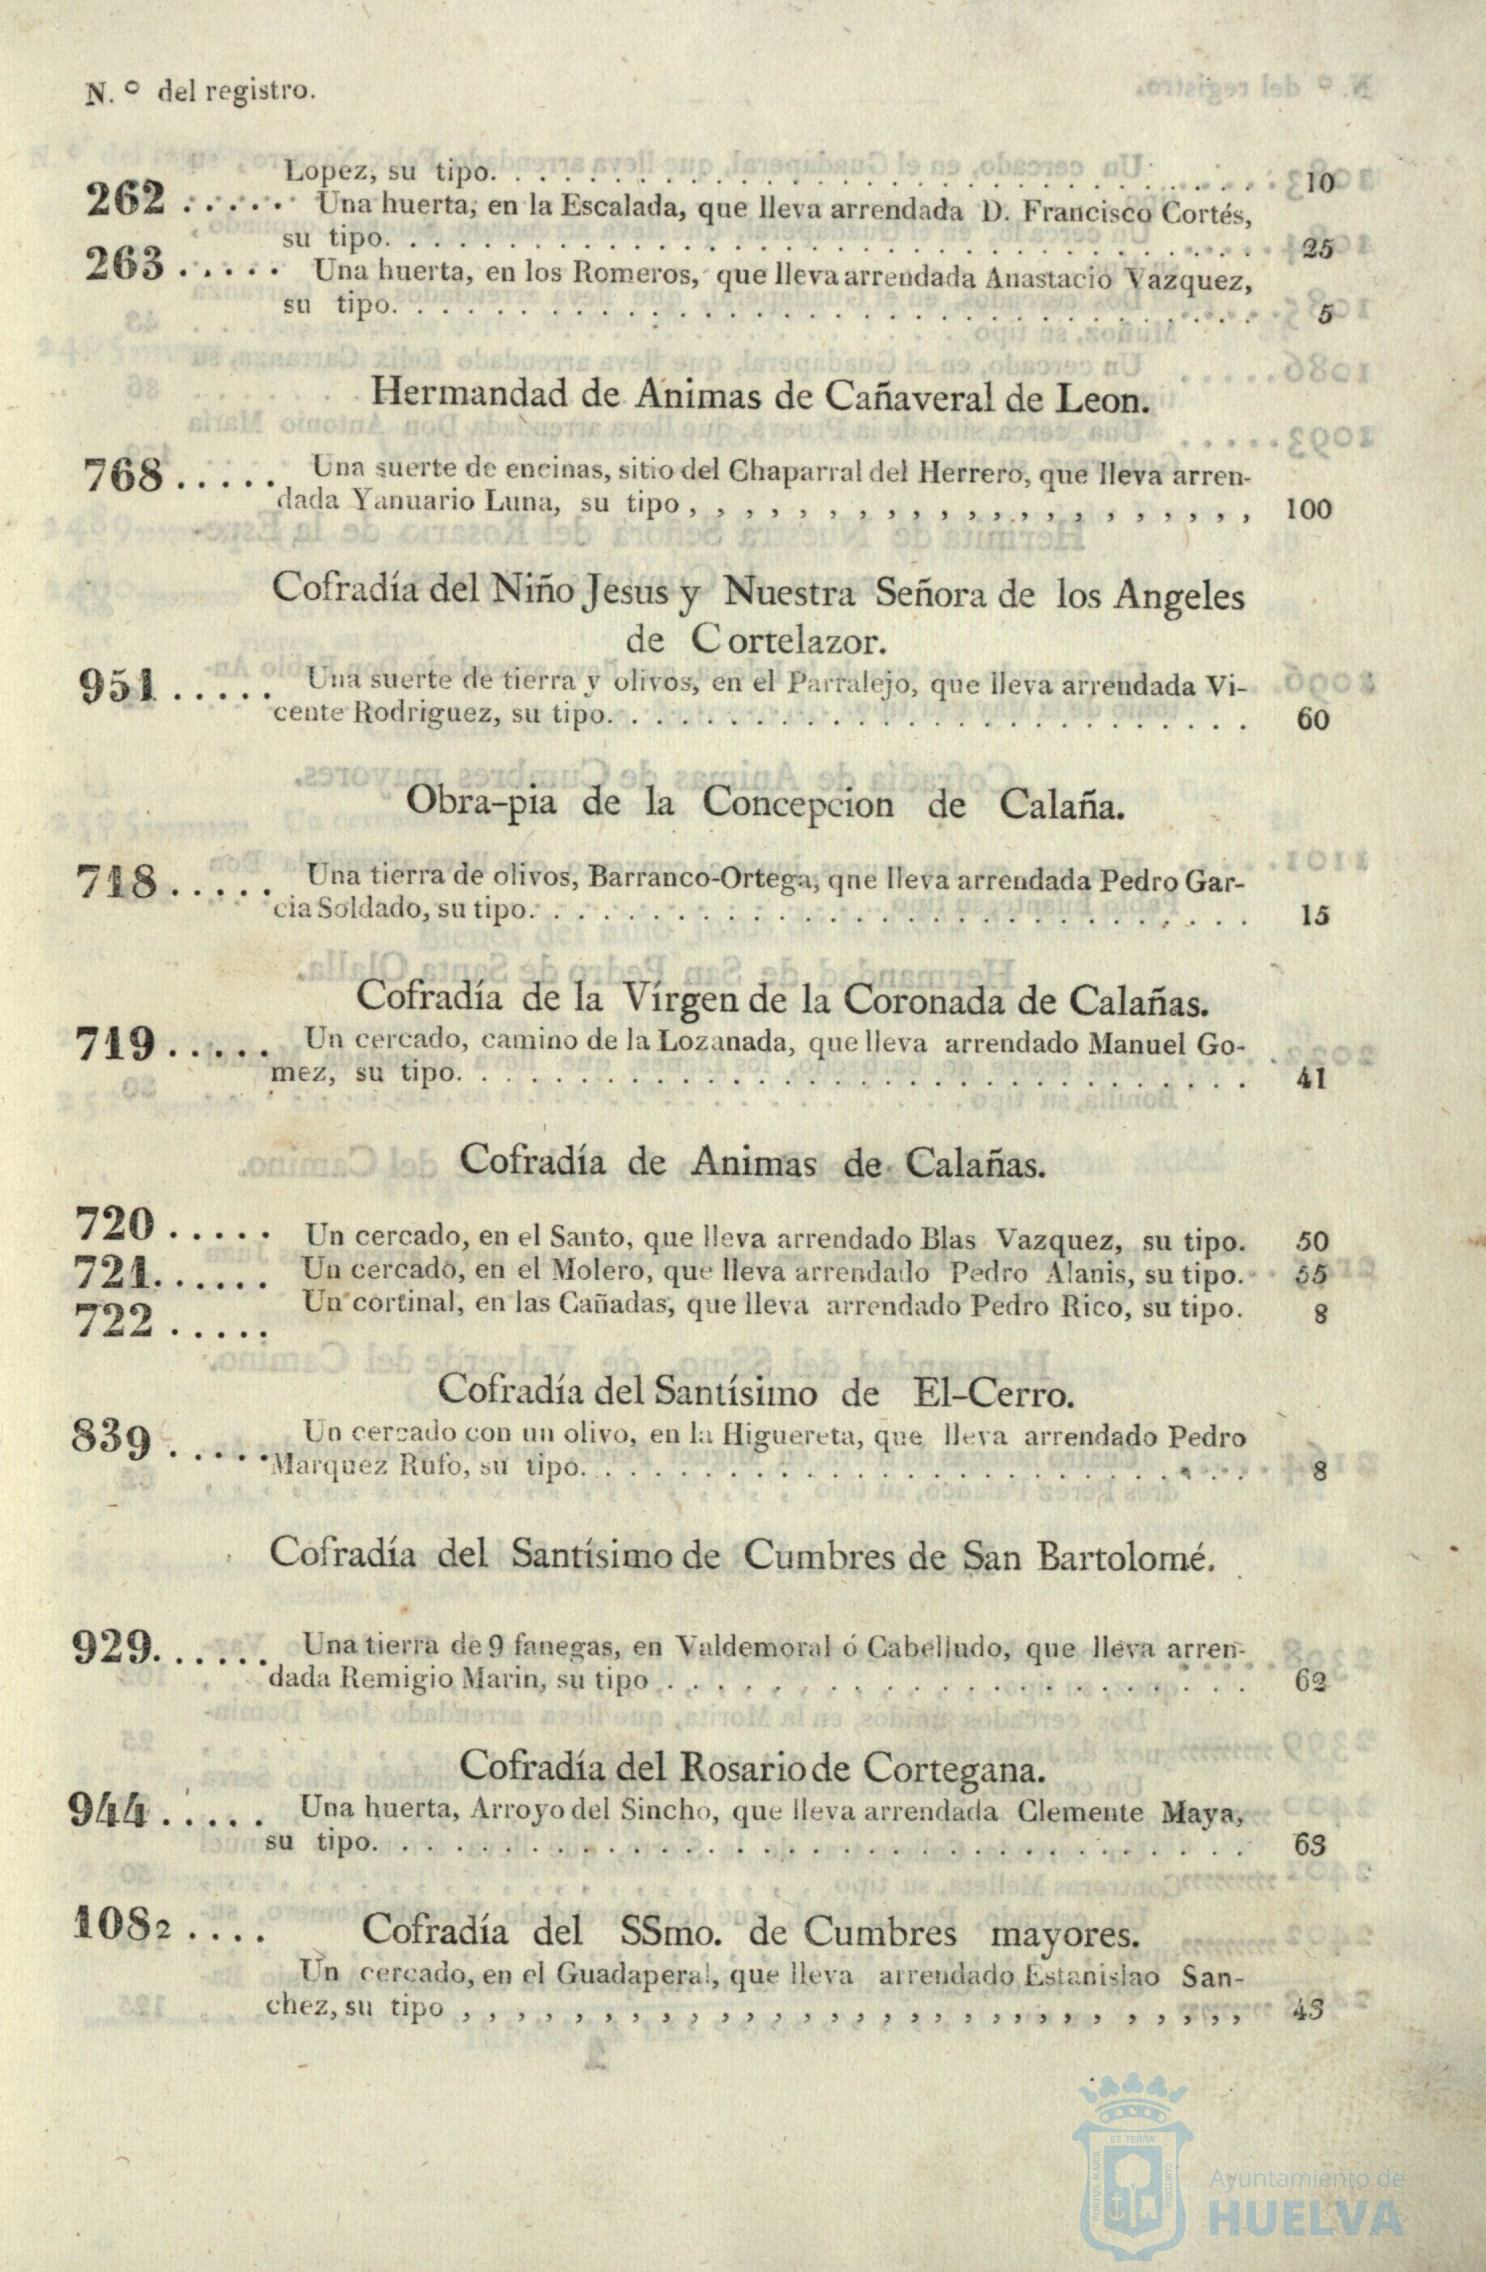 N.º del registro.
Lopez, su tipo. . . . . . . . . . . . . . . . . . . . . . . . . . . . . 10
262 . . . . . Una huerta, en la Escalada, que lleva arrendada D. Francisco Cortés,
su tipo. . . . . . . . . . . . . . . . . . . . . . . . . . . . . . . . . 25
263 . . . . . Una huerta, en los Romeros, que lleva arrendada Anastacio Vazquez,
su tipo. . . . . . . . . . . . . . . . . . . . . . . . . . . . . . . . . 5
Hermandad de Animas de Cañaveral de Leon.
768 . . . . . Una suerte de encinas, sitio del Chaparral del Herrero, que lleva arren-
dada Yanuario Luna, su tipo , , , , , , , , , , , , , , , , , , , , , 100
Cofradía del Niño Jesus y Nuestra Señora de los Angeles
de Cortelazor.
951 . . . . . Una suerte de tierra y olivos, en el Parralejo, que lleva arrendada Vi-
cente Rodriguez, su tipo. . . . . . . . . . . . . . . . . . . . . . . . . 60
Obra-pia de la Concepcion de Calaña.
718 . . . . . Una tierra de olivos, Barranco-Ortega, qne lleva arrendada Pedro Gar-
cia Soldado, su tipo. . . . . . . . . . . . . . . . . . . . . . . . . . . 15
Cofradía de la Vírgen de la Coronada de Calañas.
719 . . . . . Un cercado, camino de la Lozanada, que lleva arrendado Manuel Go-
mez, su tipo. . . . . . . . . . . . . . . . . . . . . . . . . . . . . . . 41
Cofradía de Animas de Calañas.
720 . . . . . Un cercado, en el Santo, que lleva arrendado Blas Vazquez, su tipo. 50
721. . . . . . Un cercado, en el Molero, que lleva arrendado Pedro Alanis, su tipo. 55
722 . . . . . Un cortinal, en las Cañadas, que lleva arrendado Pedro Rico, su tipo. 8
Cofradía del Santísimo de El-Cerro.
839 . . . . . Un cercado con un olivo, en la Higuereta, que lleva arrendado Pedro
Marquez Rufo, su tipo. . . . . . . . . . . . . . . . . . . . . . . . . . 8
Cofradía del Santísimo de Cumbres de San Bartolomé.
929. . . . . . Una tierra de 9 fanegas, en Valdemoral ó Cabelludo, que lleva arren-
dada Remigio Marin, su tipo . . . . . . . . . . . . . . . . . . . . . . . 62
Cofradía del Rosario de Cortegana.
944 . . . . . Una huerta, Arroyo del Sincho, que lleva arrendada Clemente Maya,
su tipo. . . . . . . . . . . . . . . . . . . . . . . . . . . . . . . . . 63
1082 . . . . Cofradía del SSmo. de Cumbres mayores.
Un cercado, en el Guadaperal, que lleva arrendado Estanislao San-
chez, su tipo , , , , , , , , , , , , , , , , , , , , , , , , , , , , 43
ET TERRÆ
PORTUS MARIS
CUSTODIA
Ayuntamiento de
HUELVA